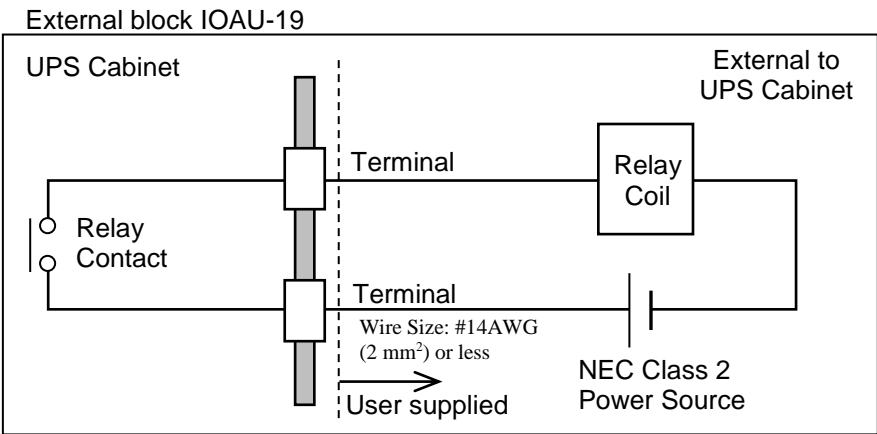 External block IOAU-19
UPS Cabinet
External to
UPS Cabinet
Terminal
Relay
Coil
Relay
Contact
Terminal
Wire Size: #14AWG
(2 mm²) or less
User supplied
NEC Class 2
Power Source